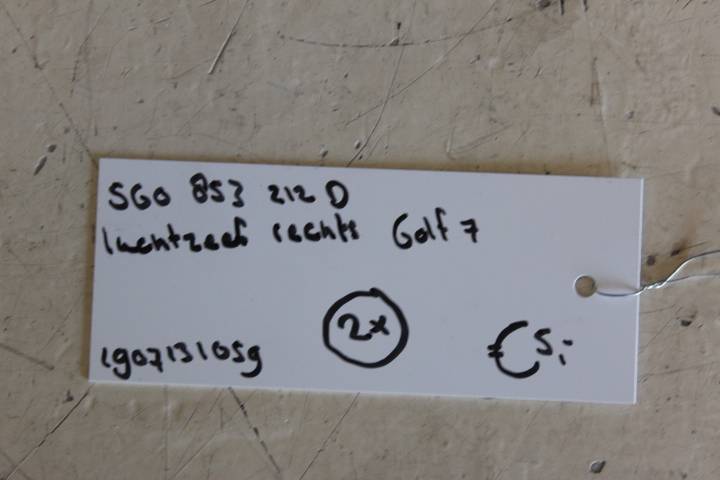 5G0 853 212 D
luchtzeef rechts Golf 7
1907131059
2x
€ 5,-